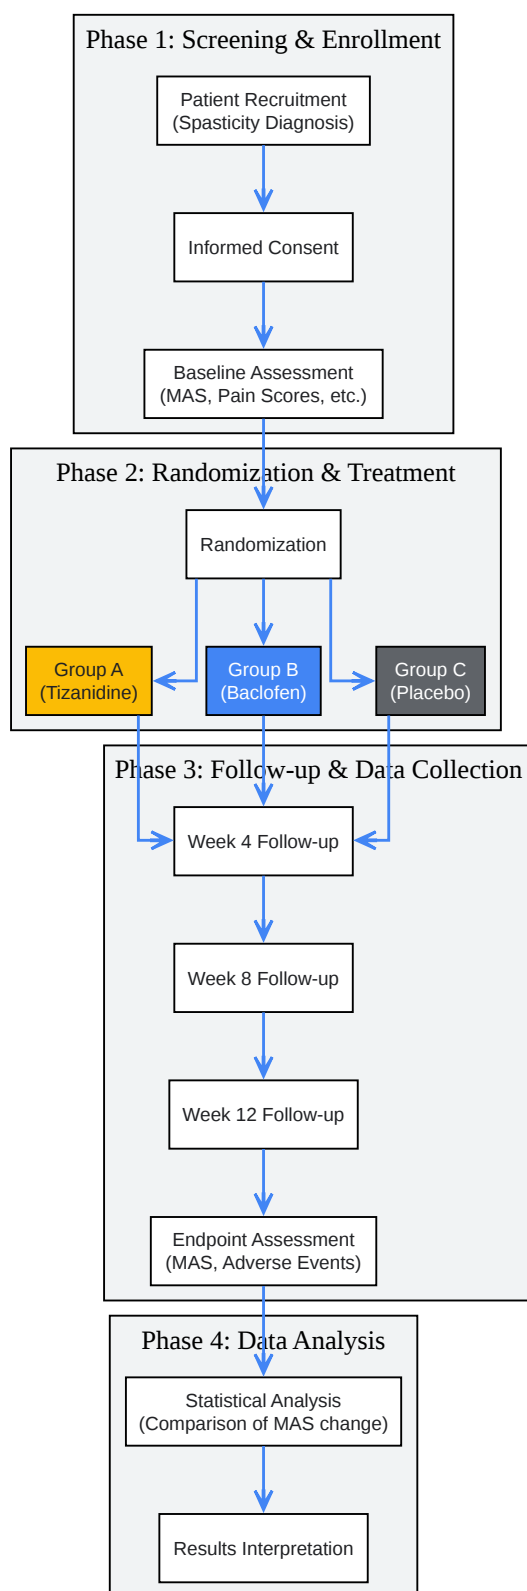 Phase 1: Screening & Enrollment
Patient Recruitment
(Spasticity Diagnosis)
Informed Consent
Baseline Assessment
(MAS, Pain Scores, etc.)
Phase 2: Randomization & Treatment
Randomization
Group A
(Tizanidine)
Group B
(Baclofen)
Group C
(Placebo)
Phase 3: Follow-up & Data Collection
Week 4 Follow-up
Week 8 Follow-up
Week 12 Follow-up
Endpoint Assessment
(MAS, Adverse Events)
Phase 4: Data Analysis
Statistical Analysis
(Comparison of MAS change)
Results Interpretation